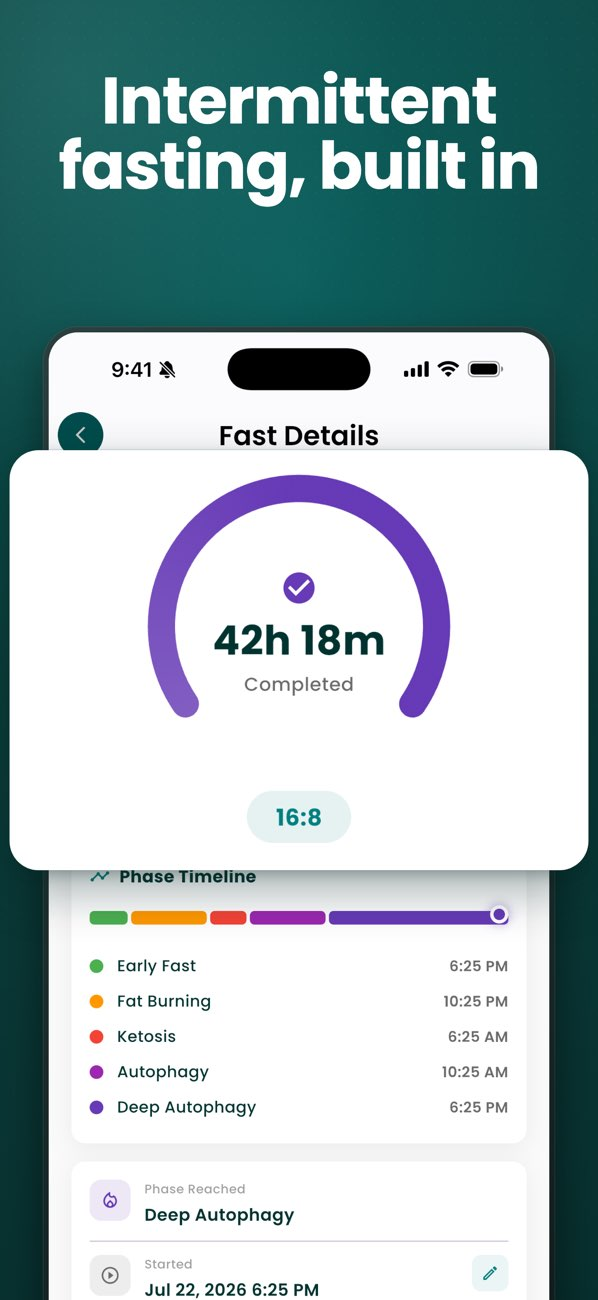 Intermittent
fasting, built in
9:41
Fast Details
42h 18m
Completed
16:8
Phase Timeline
Early Fast 6:25 PM
Fat Burning 10:25 PM
Ketosis 6:25 AM
Autophagy 10:25 AM
Deep Autophagy 6:25 PM
Phase Reached
Deep Autophagy
Started
Jul 22, 2026 6:25 PM